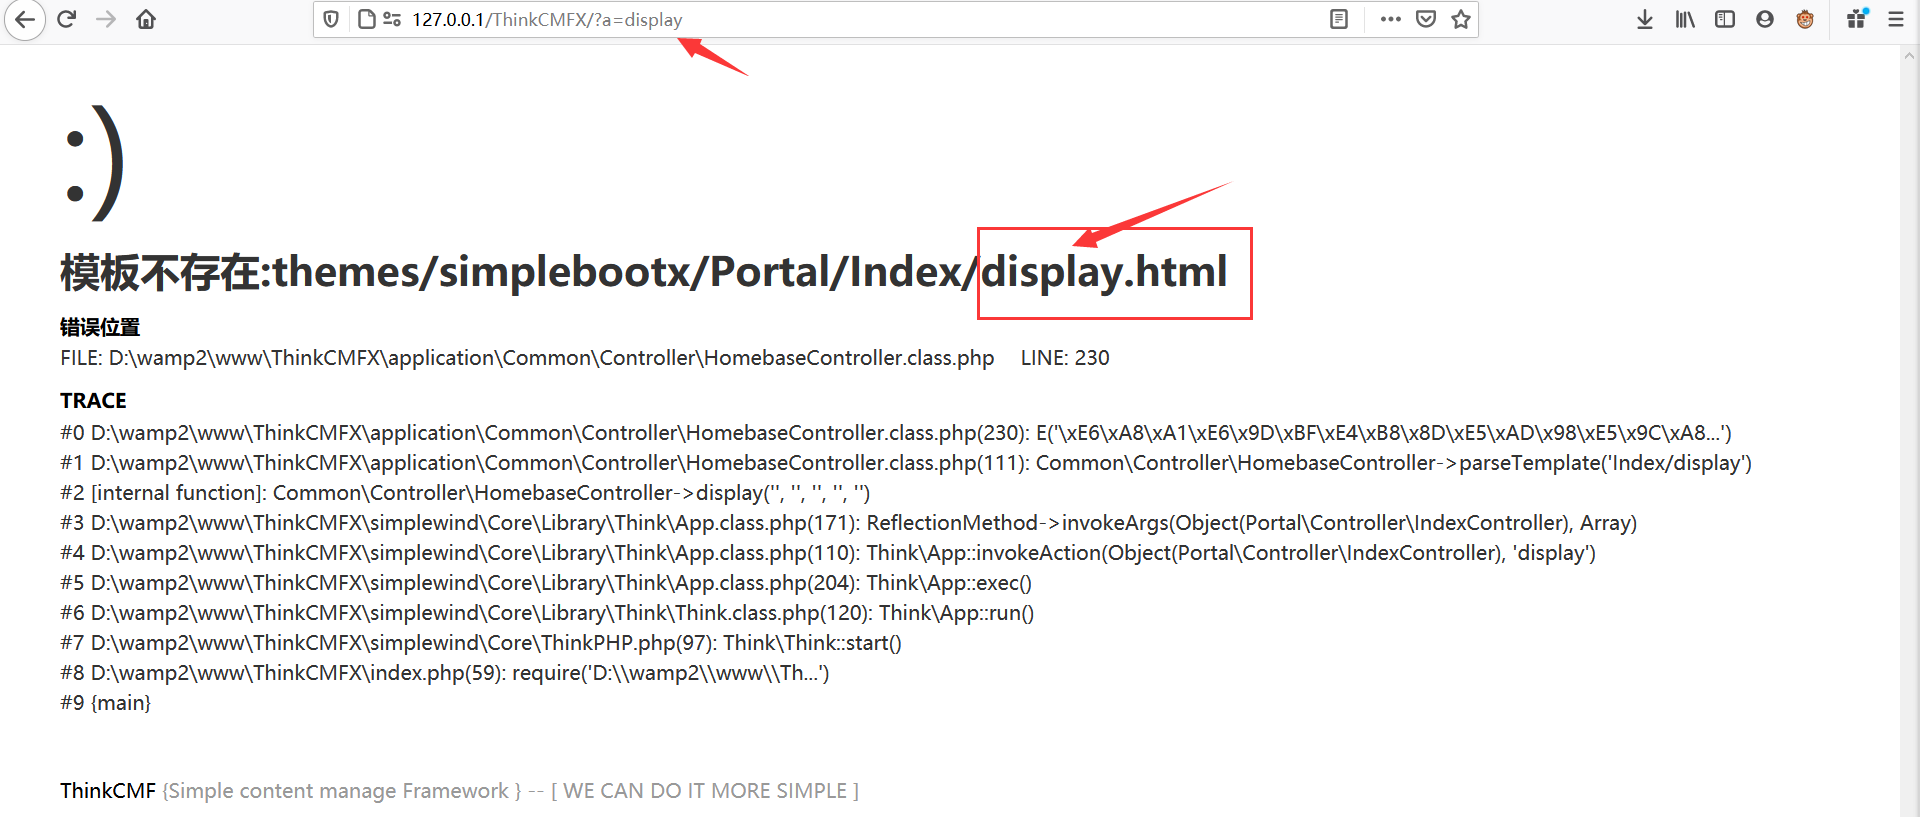 127.0.0.1/ThinkCMFX/?a=display
:)
模板不存在:themes/simplebootx/Portal/Index/display.html
错误位置
FILE: D:\wamp2\www\ThinkCMFX\application\Common\Controller\HomebaseController.class.php LINE: 230
TRACE
#0 D:\wamp2\www\ThinkCMFX\application\Common\Controller\HomebaseController.class.php(230): E('\xE6\xA8\xA1\xE6\x9D\xBF\xE4\xB8\x8D\xE5\xAD\x98\xE5\x9C\xA8...')
#1 D:\wamp2\www\ThinkCMFX\application\Common\Controller\HomebaseController.class.php(111): Common\Controller\HomebaseController->parseTemplate('Index/display')
#2 [internal function]: Common\Controller\HomebaseController->display('', '', '', '', '')
#3 D:\wamp2\www\ThinkCMFX\simplewind\Core\Library\Think\App.class.php(171): ReflectionMethod->invokeArgs(Object(Portal\Controller\IndexController), Array)
#4 D:\wamp2\www\ThinkCMFX\simplewind\Core\Library\Think\App.class.php(110): Think\App::invokeAction(Object(Portal\Controller\IndexController), 'display')
#5 D:\wamp2\www\ThinkCMFX\simplewind\Core\Library\Think\App.class.php(204): Think\App::exec()
#6 D:\wamp2\www\ThinkCMFX\simplewind\Core\Library\Think\Think.class.php(120): Think\App::run()
#7 D:\wamp2\www\ThinkCMFX\simplewind\Core\ThinkPHP.php(97): Think\Think::start()
#8 D:\wamp2\www\ThinkCMFX\index.php(59): require('D:\\wamp2\\www\\Th...')
#9 {main}
ThinkCMF {Simple content manage Framework } -- [ WE CAN DO IT MORE SIMPLE ]